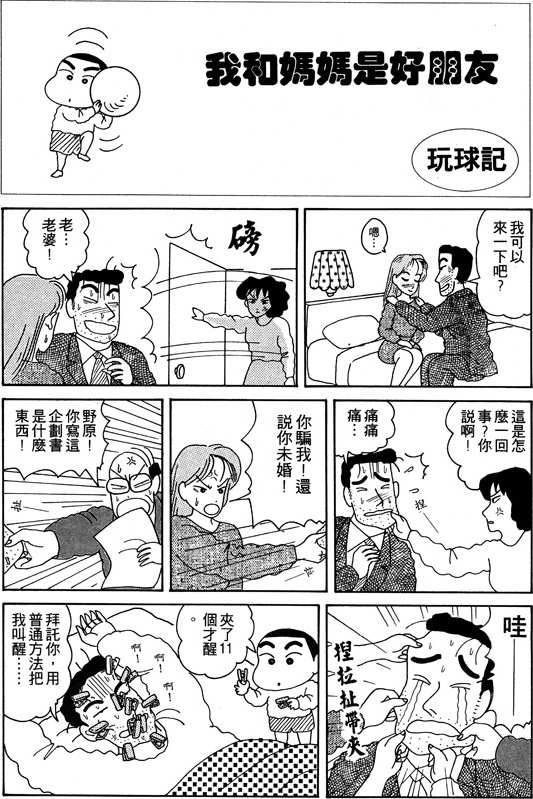 我和媽媽是好朋友
玩球記
我可以
來一下吧？
嗯…
磅
老…
老婆！
這是怎
麼一回
事？你
說啊！
痛痛
痛…
捏
你騙我！還
說你未婚！
野原！
你寫這
企劃書
是什麼
東西！
扯
哇
捏拉扯帶夾
夾了11
個才醒
。
啊！
啊！
啊！
拜託你，用
普通方法把
我叫醒……